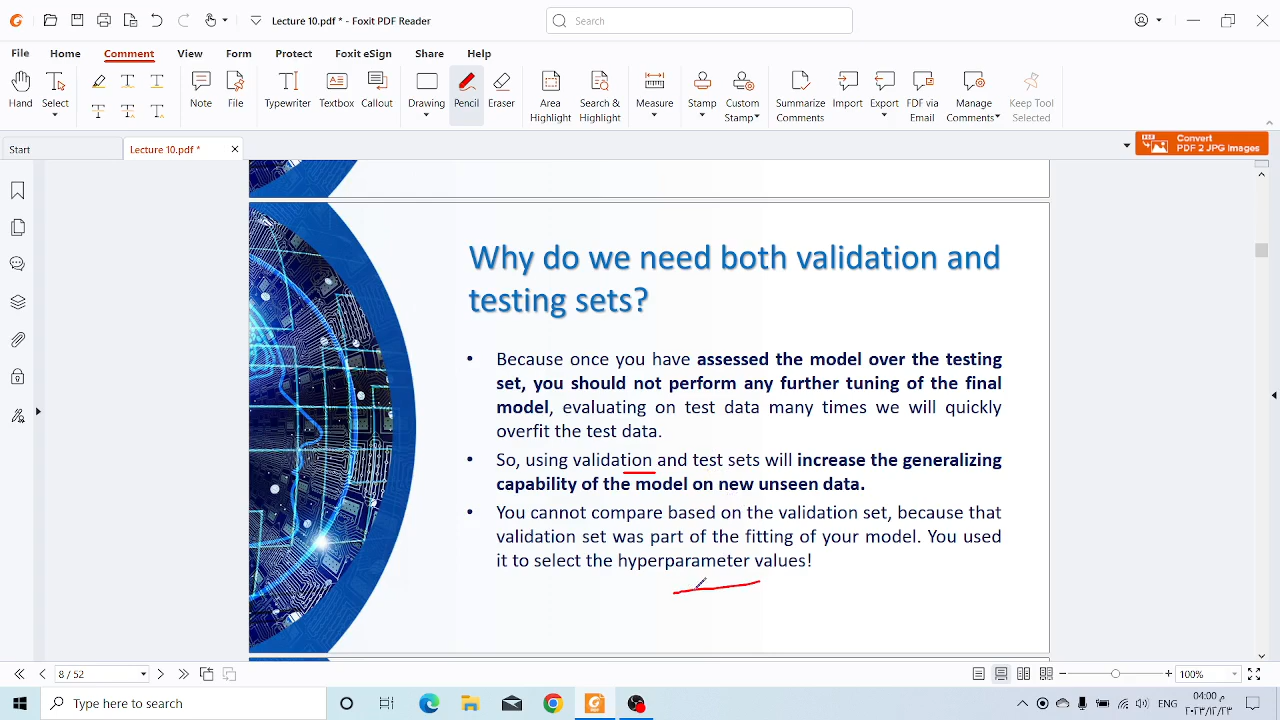 Lecture 10.pdf * - Foxit PDF Reader
Search
File Home Comment View Form Protect Foxit eSign Share Help
Hand Select Note File Typewriter Textbox Callout Drawing Pencil Eraser Area Highlight Search & Highlight Measure Stamp Custom Stamp Summarize Comments Import Export FDF via Email Manage Comments Keep Tool Selected
Start Lecture 10.pdf *
Convert
PDF 2 JPG Images
Why do we need both validation and
testing sets?
• Because once you have assessed the model over the testing
set, you should not perform any further tuning of the final
model, evaluating on test data many times we will quickly
overfit the test data.
• So, using validation and test sets will increase the generalizing
capability of the model on new unseen data.
• You cannot compare based on the validation set, because that
validation set was part of the fitting of your model. You used
it to select the hyperparameter values!
8 / 52
100%
Type here to search
ENG
04:00 م